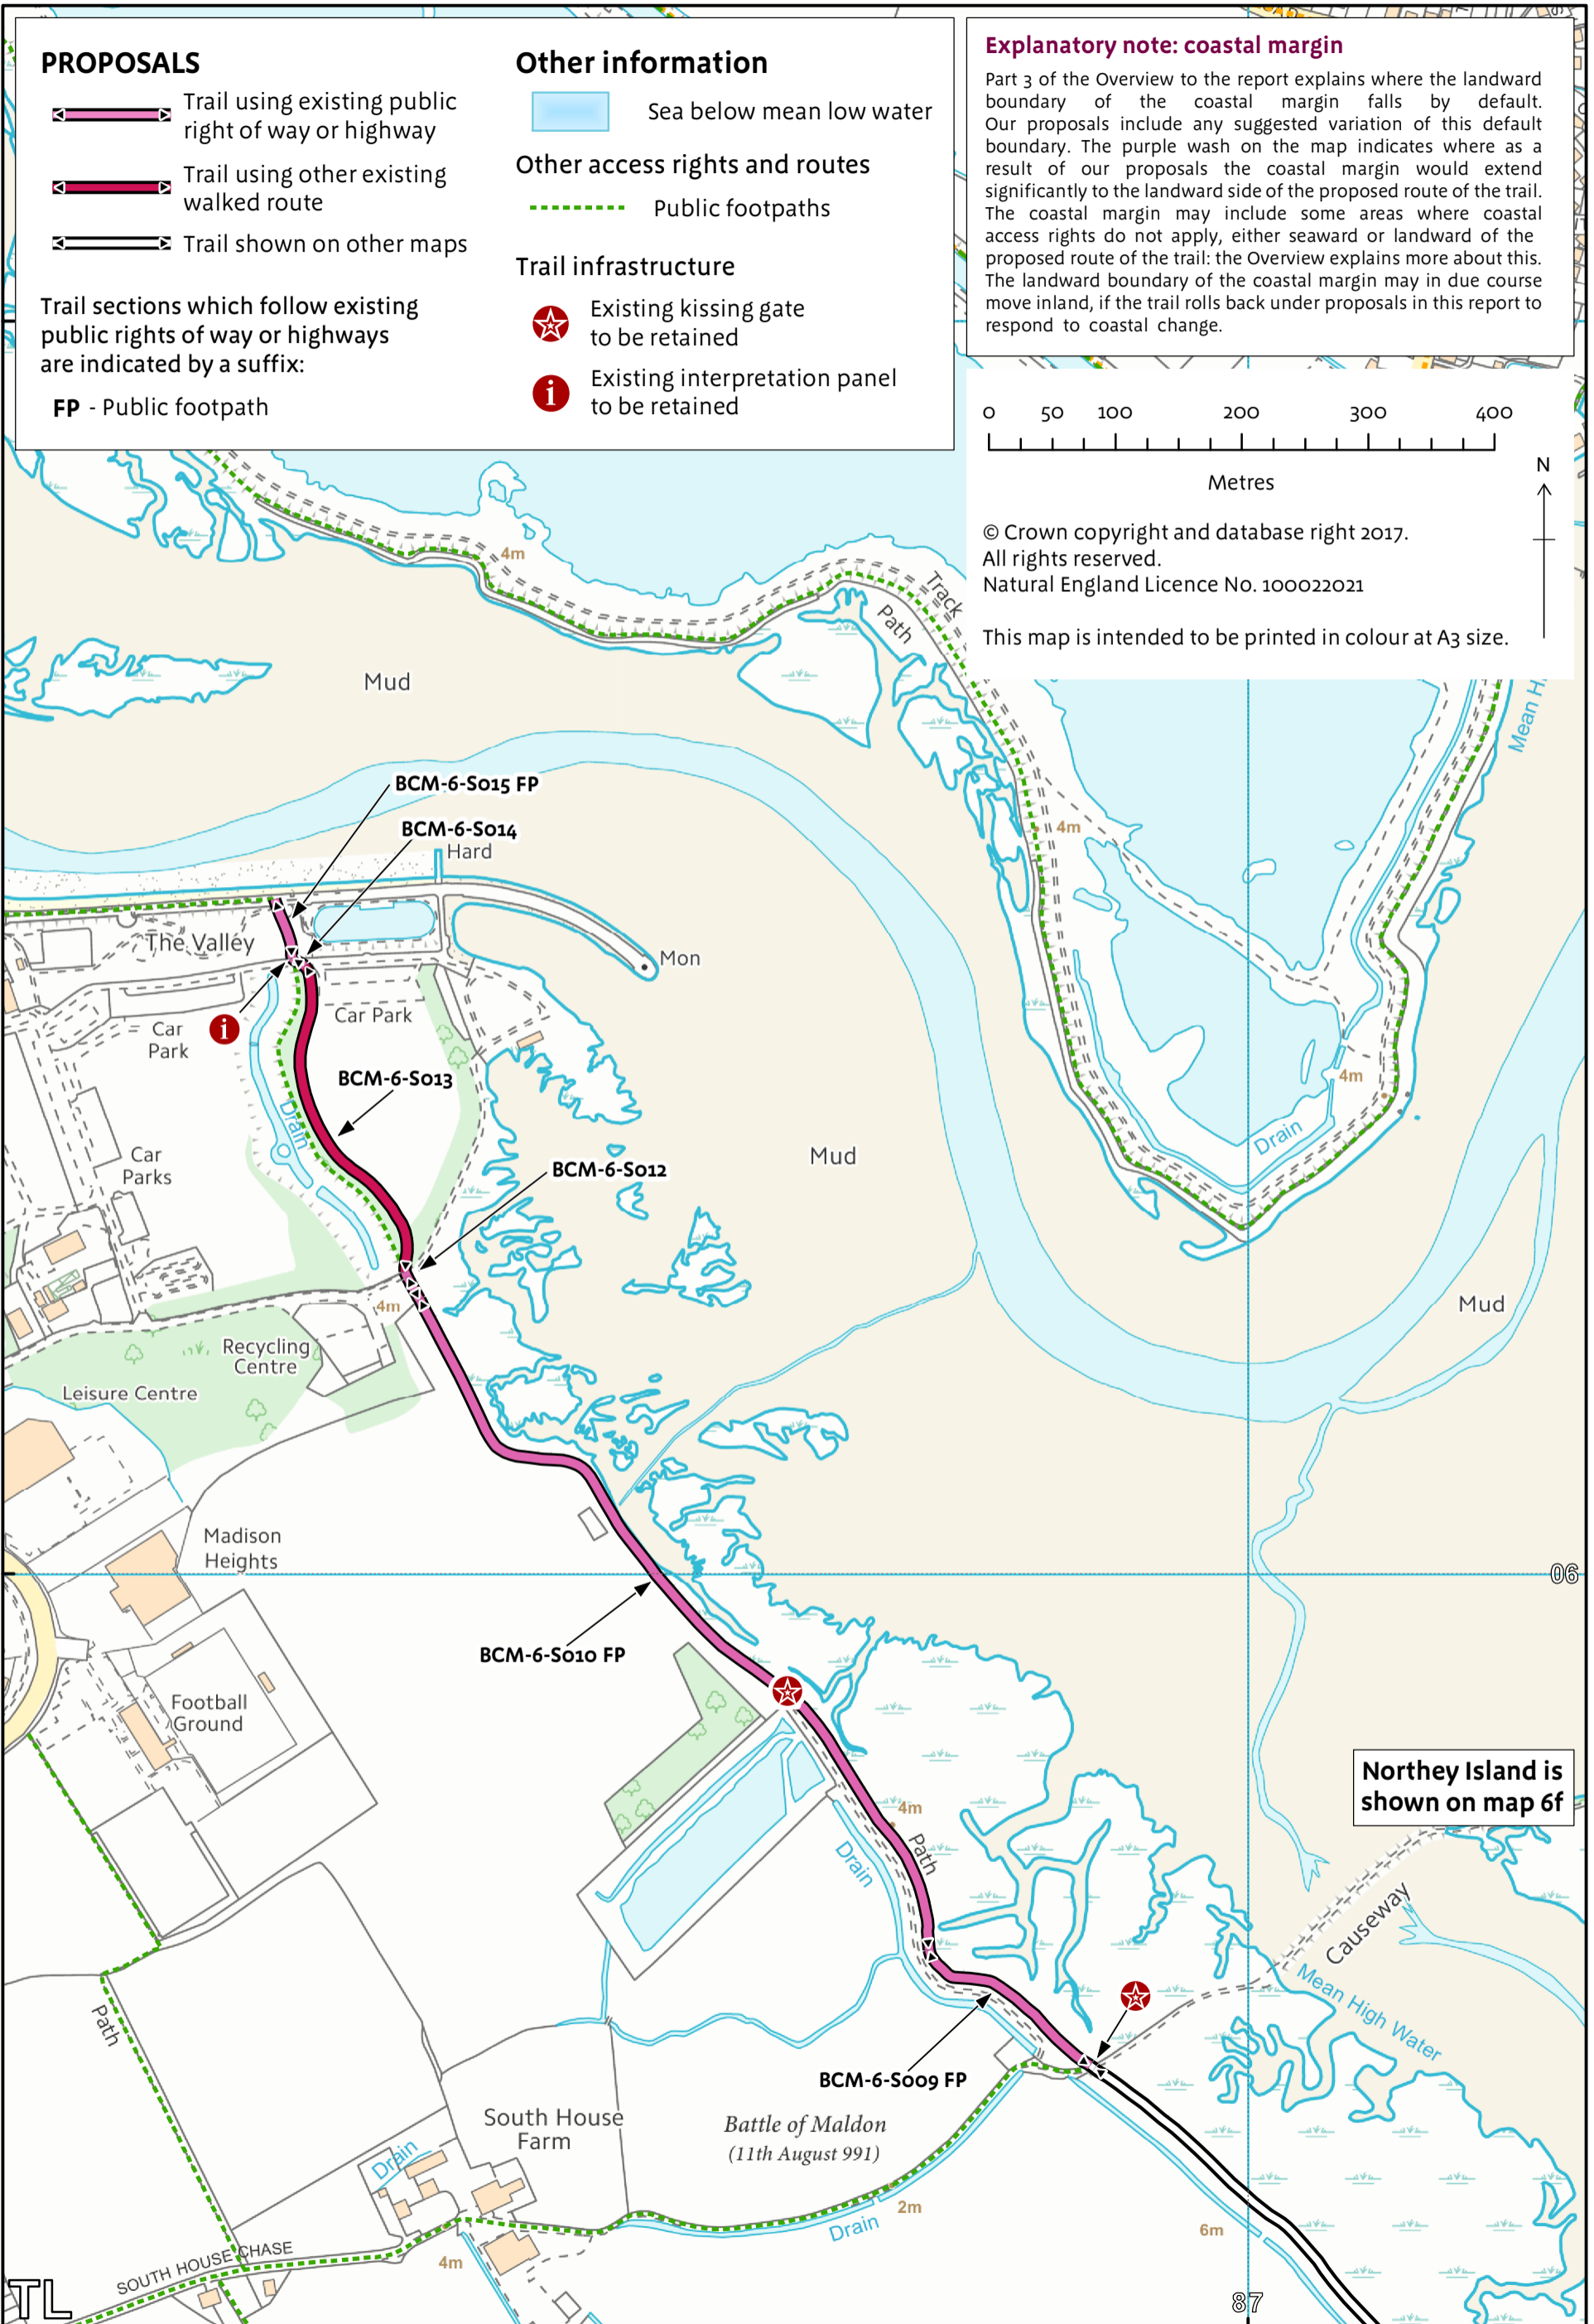 PROPOSALS
Trail using existing public
right of way or highway
Trail using other existing
walked route
Trail shown on other maps
Trail sections which follow existing
public rights of way or highways
are indicated by a suffix:
FP - Public footpath
Other information
Sea below mean low water
Other access rights and routes
Public footpaths
Trail infrastructure
Existing kissing gate
to be retained
i
Existing interpretation panel
to be retained
Explanatory note: coastal margin
Part 3 of the Overview to the report explains where the landward
boundary of the coastal margin falls by default.
Our proposals include any suggested variation of this default
boundary. The purple wash on the map indicates where as a
result of our proposals the coastal margin would extend
significantly to the landward side of the proposed route of the trail.
The coastal margin may include some areas where coastal
access rights do not apply, either seaward or landward of the
proposed route of the trail: the Overview explains more about this.
The landward boundary of the coastal margin may in due course
move inland, if the trail rolls back under proposals in this report to
respond to coastal change.
0 50 100 200 300 400
Metres
N
© Crown copyright and database right 2017.
All rights reserved.
Natural England Licence No. 100022021
This map is intended to be printed in colour at A3 size.
4m
Track
Path
Mud
Mean H
BCM-6-S015 FP
BCM-6-S014
Hard
4m
The Valley
Mon
Car Park
i
Car
Park
4m
BCM-6-S013
Drain
Drain
Car
Parks
Mud
BCM-6-S012
4m
Mud
Recycling
Centre
Leisure Centre
Madison
Heights
06
BCM-6-S010 FP
Football
Ground
Northey Island is
shown on map 6f
4m
Path
Drain
Causeway
Mean High Water
Path
BCM-6-S009 FP
South House
Farm
Battle of Maldon
(11th August 991)
Drain
2m
Drain
6m
4m
SOUTH HOUSE CHASE
TL
87